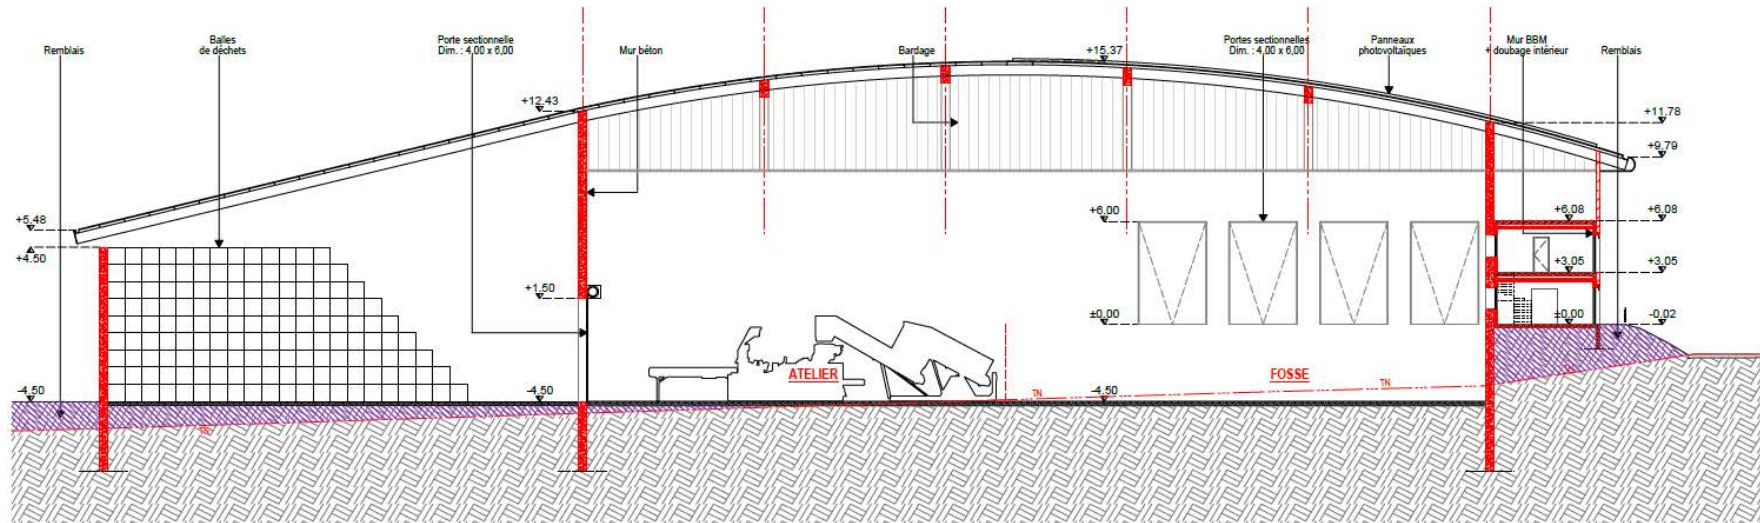 Remblais
Balles
de déchets
Porte sectionnelle
Dim. : 4,00 x 6,00
Mur béton
Bardage
+15.37
Portes sectionnelles
Dim. : 4,00 x 6,00
Panneaux
photovoltaïques
Mur BBM
+ doubage intérieur
Remblais
+12.43
+11.78
+9.79
+5.48
+4.50
+6,00
+6.08
+6.08
+3.05
+3.05
+1.50
±0,00
±0,00
-0.02
ATELIER
FOSSE
TN
TN
TN
TN
-4.50
-4.50
-4.50